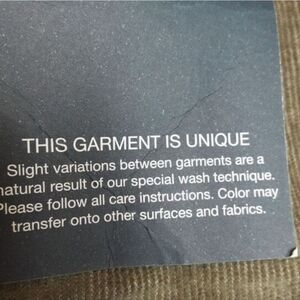 THIS GARMENT IS UNIQUE
Slight variations between garments are a
natural result of our special wash technique.
Please follow all care instructions. Color may
transfer onto other surfaces and fabrics.